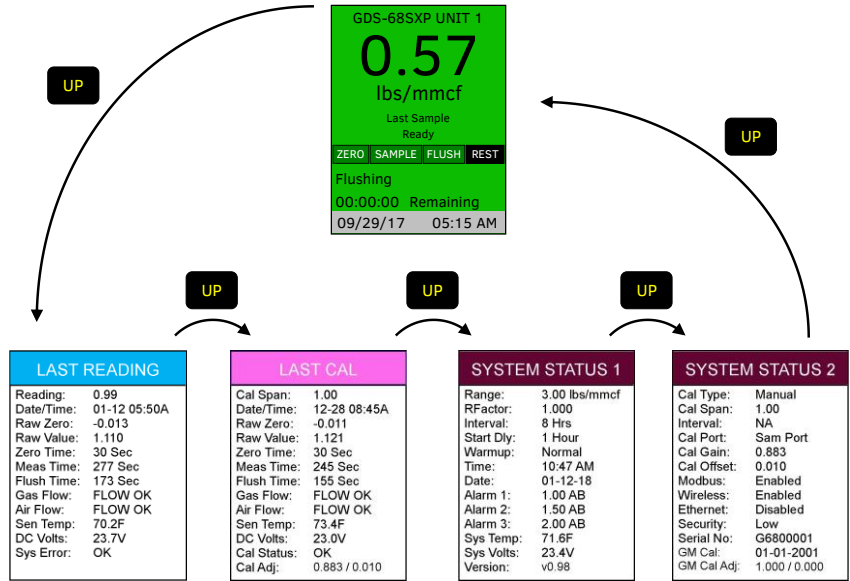 GDS-68SXP UNIT 1
0.57
lbs/mmcf
Last Sample
Ready
ZERO SAMPLE FLUSH REST
Flushing
00:00:00 Remaining
09/29/17 05:15 AM
UP
UP
UP
UP
UP
LAST READING
Reading: 0.99
Date/Time: 01-12 05:50A
Raw Zero: -0.013
Raw Value: 1.110
Zero Time: 30 Sec
Meas Time: 277 Sec
Flush Time: 173 Sec
Gas Flow: FLOW OK
Air Flow: FLOW OK
Sen Temp: 70.2F
DC Volts: 23.7V
Sys Error: OK
LAST CAL
Cal Span: 1.00
Date/Time: 12-28 08:45A
Raw Zero: -0.011
Raw Value: 1.121
Zero Time: 30 Sec
Meas Time: 245 Sec
Flush Time: 155 Sec
Gas Flow: FLOW OK
Air Flow: FLOW OK
Sen Temp: 73.4F
DC Volts: 23.0V
Cal Status: OK
Cal Adj: 0.883 / 0.010
SYSTEM STATUS 1
Range: 3.00 lbs/mmcf
RFactor: 1.000
Interval: 8 Hrs
Start Dly: 1 Hour
Warmup: Normal
Time: 10:47 AM
Date: 01-12-18
Alarm 1: 1.00 AB
Alarm 2: 1.50 AB
Alarm 3: 2.00 AB
Sys Temp: 71.6F
Sys Volts: 23.4V
Version: v0.98
SYSTEM STATUS 2
Cal Type: Manual
Cal Span: 1.00
Interval: NA
Cal Port: Sam Port
Cal Gain: 0.883
Cal Offset: 0.010
Modbus: Enabled
Wireless: Enabled
Ethernet: Disabled
Security: Low
Serial No: G6800001
GM Cal: 01-01-2001
GM Cal Adj: 1.000 / 0.000